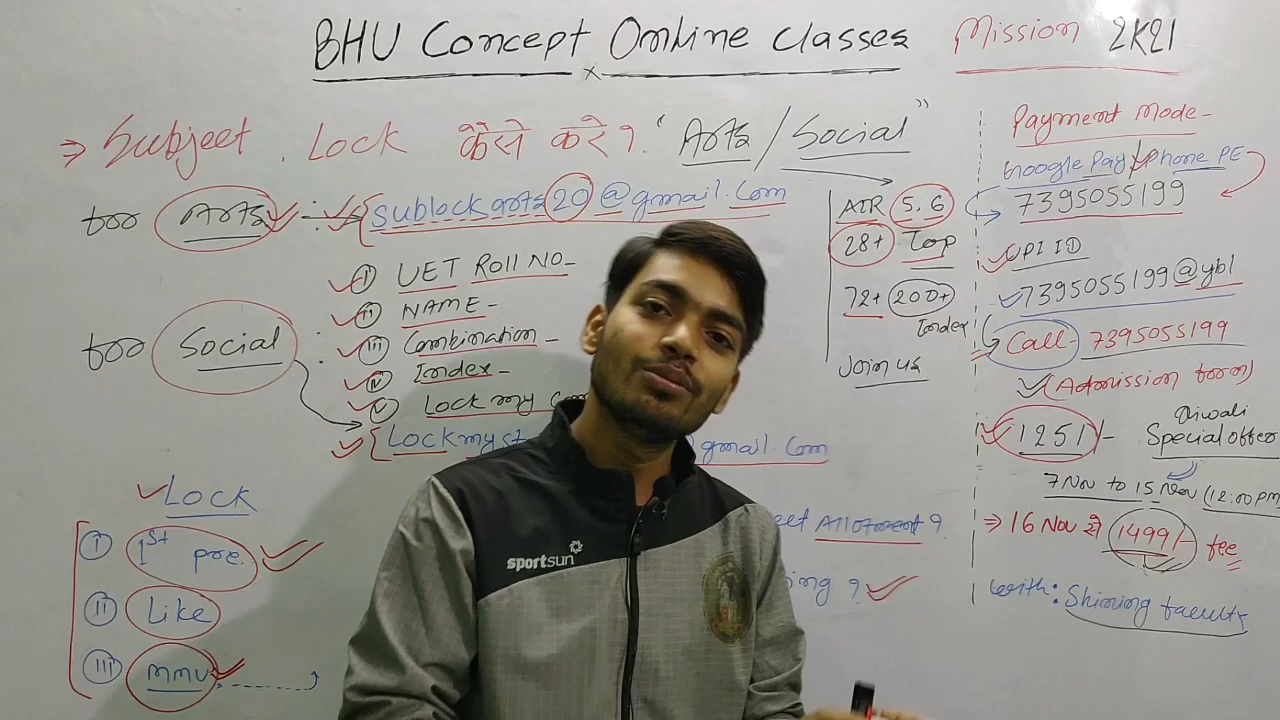 BHU Concept Online Classes Mission 2K21
⇒ Subject Lock कैसे करे? "Arts / Social"
for Arts : {sublockarts20@gmail.com
(I) UET Roll No -
(II) NAME -
for Social : (III) Combination -
(IV) Index -
(V) Lock my
{Lockmyst gmail.com
Lock
(I) 1st pre.
(II) Like
(III) MMV
Allotment ?
AIR 5,6
28+ Top
72+ 200+
Index
Join us
Payment Mode -
Google Pay / Phone PE
7395055199
UPI ID
7395055199@ybl
Call - 7395055199
(Admission form)
1251/- Diwali
Special offer
7 Nov to 15 Nov (12:00 PM)
⇒ 16 Nov से 1499/- fee
with: Shining faculty
sportsun